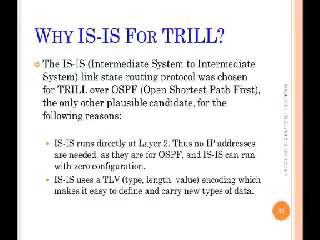 WHY IS-IS FOR TRILL?
The IS-IS (Intermediate System to Intermediate
System) link state routing protocol was chosen
for TRILL over OSPF (Open Shortest Path First),
the only other plausible candidate, for the
following reasons:
IS-IS runs directly at Layer 2. Thus no IP addresses
are needed, as they are for OSPF, and IS-IS can run
with zero configuration.
IS-IS uses a TLV (type, length, value) encoding which
makes it easy to define and carry new types of data.